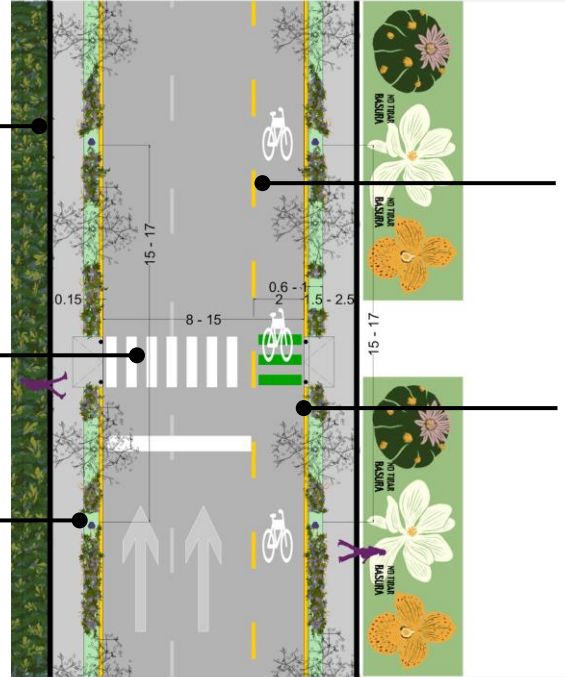 NO TIRAR
BASURA
NO TIRAR
BASURA
15 - 17
0.6 - 1
0.15
2
1.5 - 2.5
8 - 15
15 - 17
NO TIRAR
BASURA
NO TIRAR
BASURA